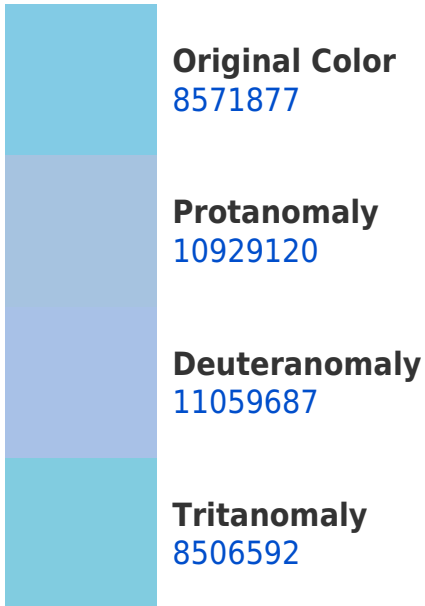 Original Color
8571877
Protanomaly
10929120
Deuteranomaly
11059687
Tritanomaly
8506592